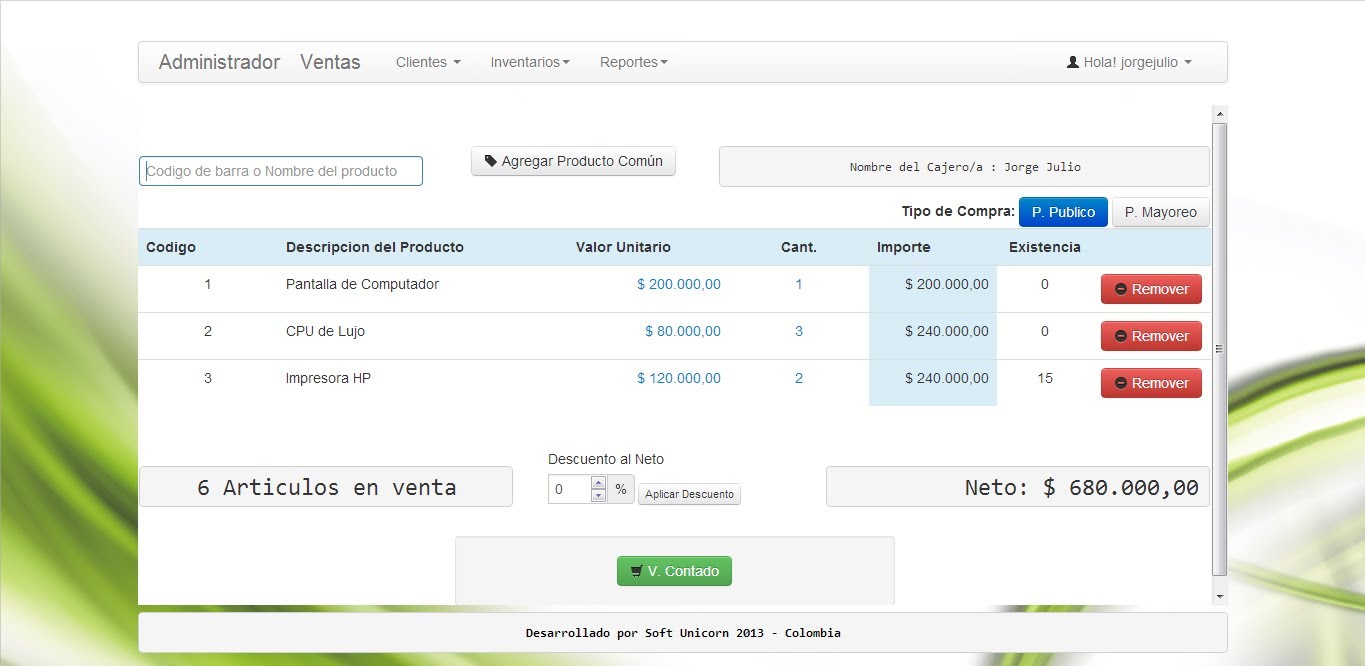 Administrador Ventas Clientes Inventarios Reportes Hola! jorgejulio
Codigo de barra o Nombre del producto Agregar Producto Común Nombre del Cajero/a : Jorge Julio
Tipo de Compra: P. Publico P. Mayoreo
Codigo Descripcion del Producto Valor Unitario Cant. Importe Existencia
1 Pantalla de Computador $ 200.000,00 1 $ 200.000,00 0 Remover
2 CPU de Lujo $ 80.000,00 3 $ 240.000,00 0 Remover
3 Impresora HP $ 120.000,00 2 $ 240.000,00 15 Remover
Descuento al Neto
6 Articulos en venta 0 % Aplicar Descuento Neto: $ 680.000,00
V. Contado
Desarrollado por Soft Unicorn 2013 - Colombia